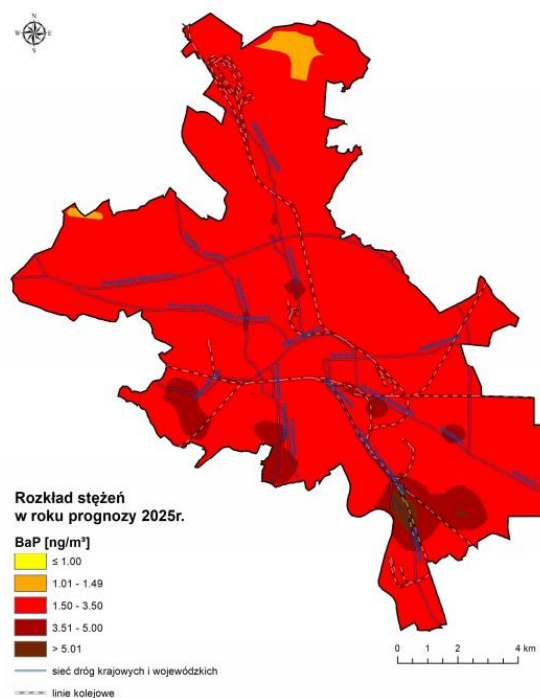 N
W E
S
Rozkład stężeń
w roku prognozy 2025r.
BaP [ng/m³]
≤ 1.00
1.01 - 1.49
1.50 - 3.50
3.51 - 5.00
> 5.01
sieć dróg krajowych i wojewódzkich
linie kolejowe
0 1 2 4 km